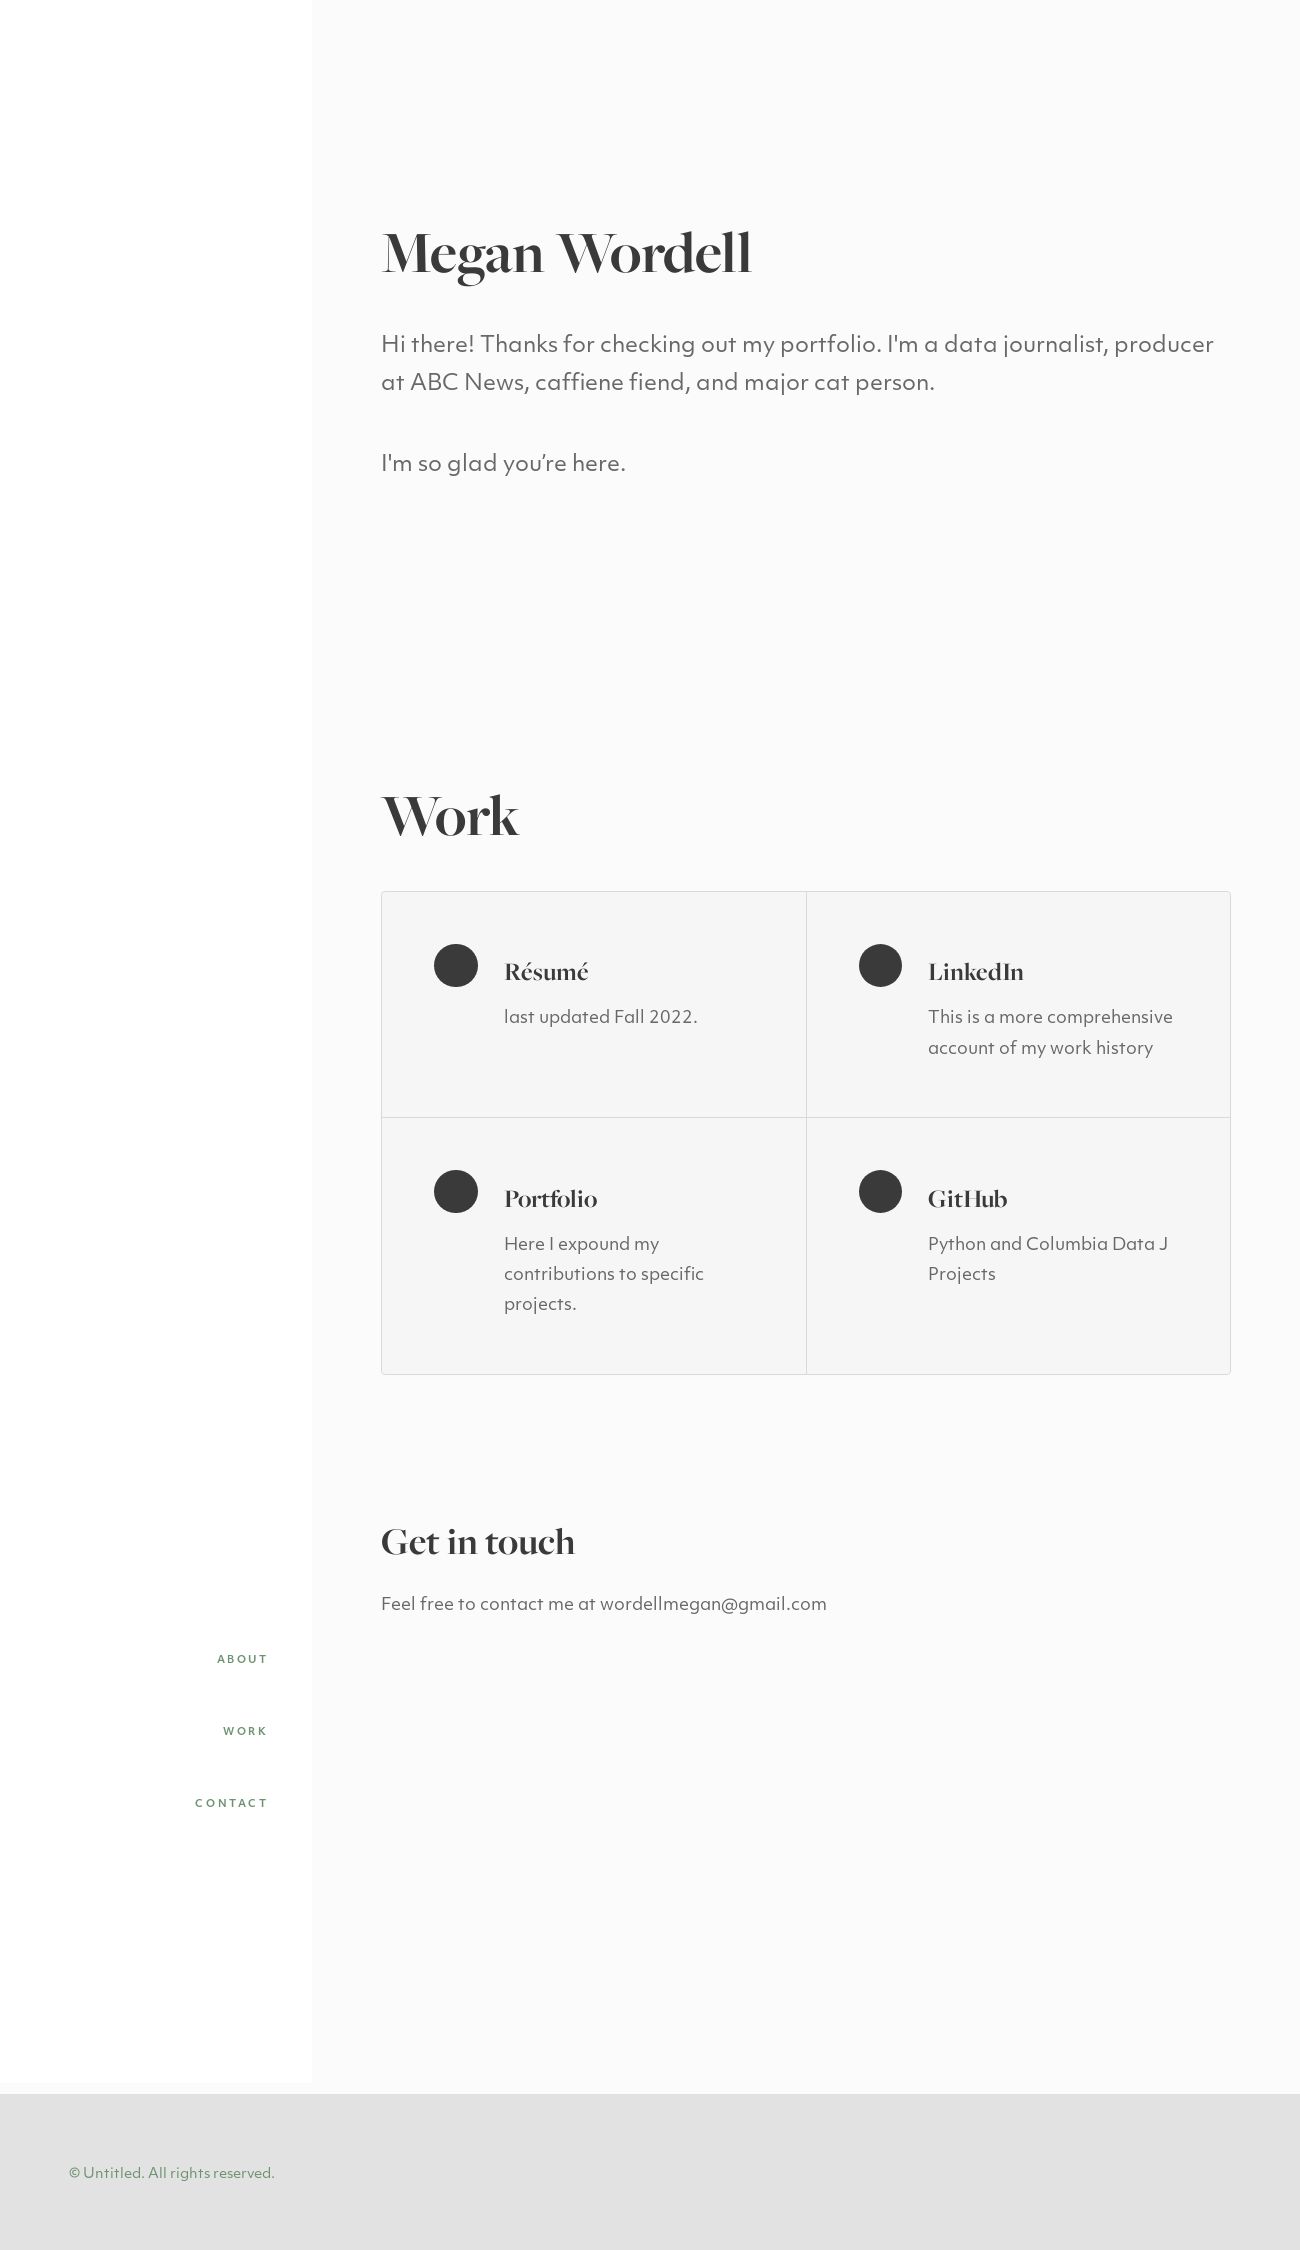 Megan Wordell
Hi there! Thanks for checking out my portfolio. I'm a data journalist, producer
at ABC News, caffiene fiend, and major cat person.
I'm so glad you’re here.
Work
Résumé
last updated Fall 2022.
LinkedIn
This is a more comprehensive
account of my work history
Portfolio
Here I expound my
contributions to specific
projects.
GitHub
Python and Columbia Data J
Projects
Get in touch
Feel free to contact me at wordellmegan@gmail.com
ABOUT
WORK
CONTACT
© Untitled. All rights reserved.